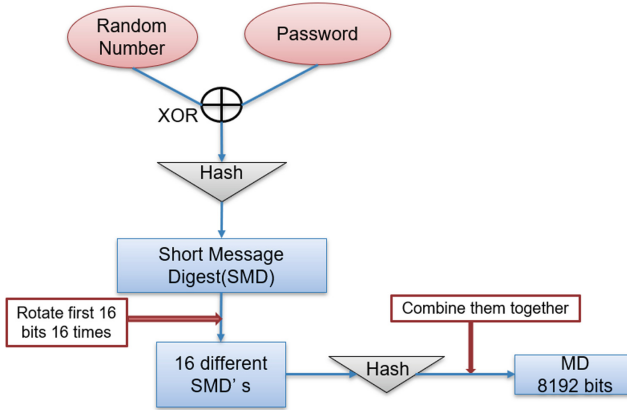 Random
Number
Password
XOR
Hash
Short Message
Digest(SMD)
Rotate first 16
bits 16 times
Combine them together
16 different
SMD' s
Hash
MD
8192 bits